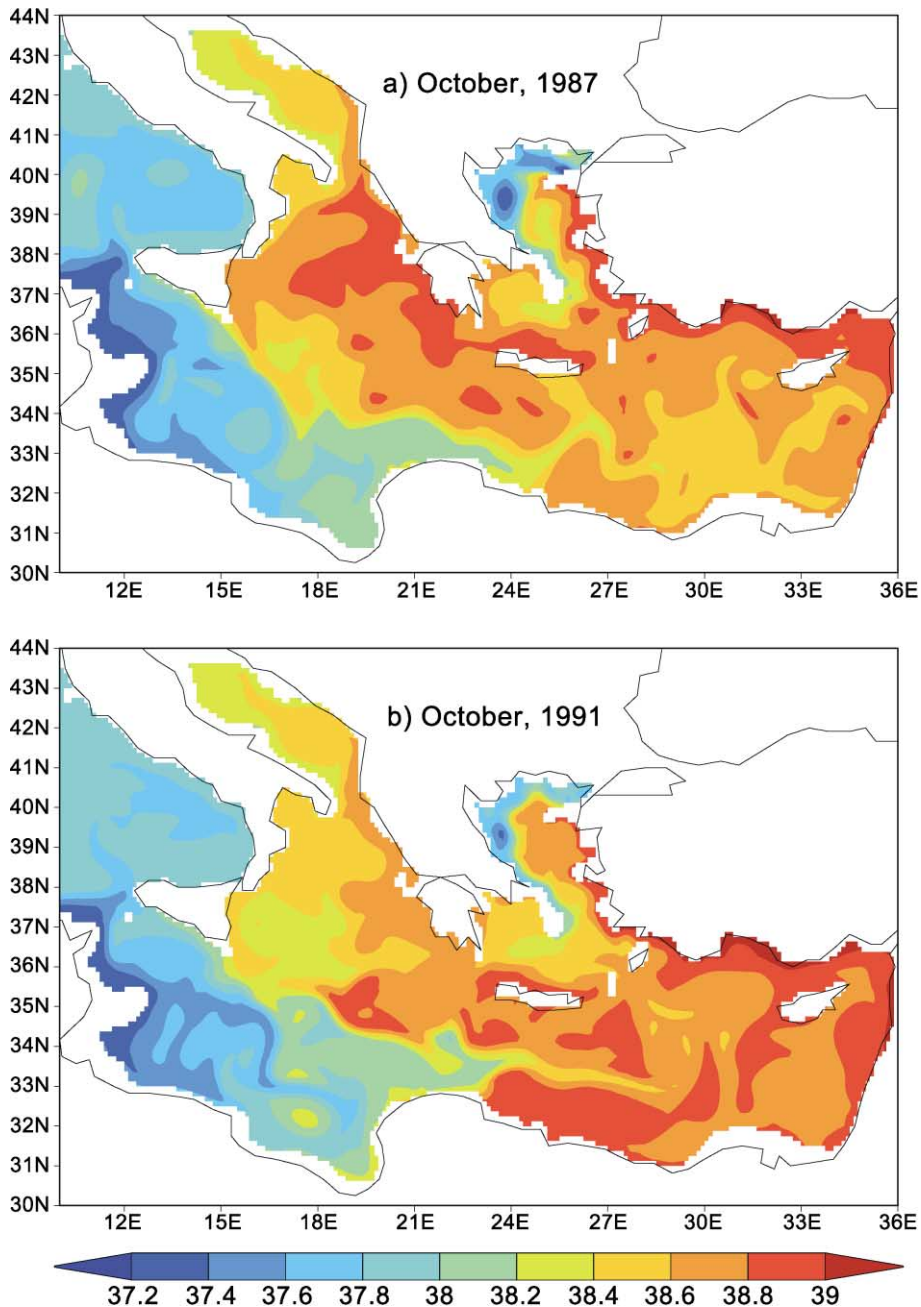 44N
43N
a) October, 1987
42N
41N
40N
39N
38N
37N
36N
35N
34N
33N
32N
31N
30N
12E 15E 18E 21E 24E 27E 30E 33E 36E
44N
43N
b) October, 1991
42N
41N
40N
39N
38N
37N
36N
35N
34N
33N
32N
31N
30N
12E 15E 18E 21E 24E 27E 30E 33E 36E
37.2 37.4 37.6 37.8 38 38.2 38.4 38.6 38.8 39